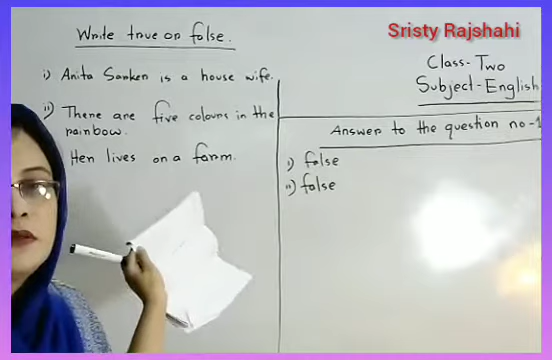 Sristy Rajshahi
Write true or false.
i) Anita Sarker is a house wife.
ii) There are five colours in the
rainbow.
Hen lives on a farm.
Class-Two
Subject-English
Answer to the question no-1
i) false
ii) false